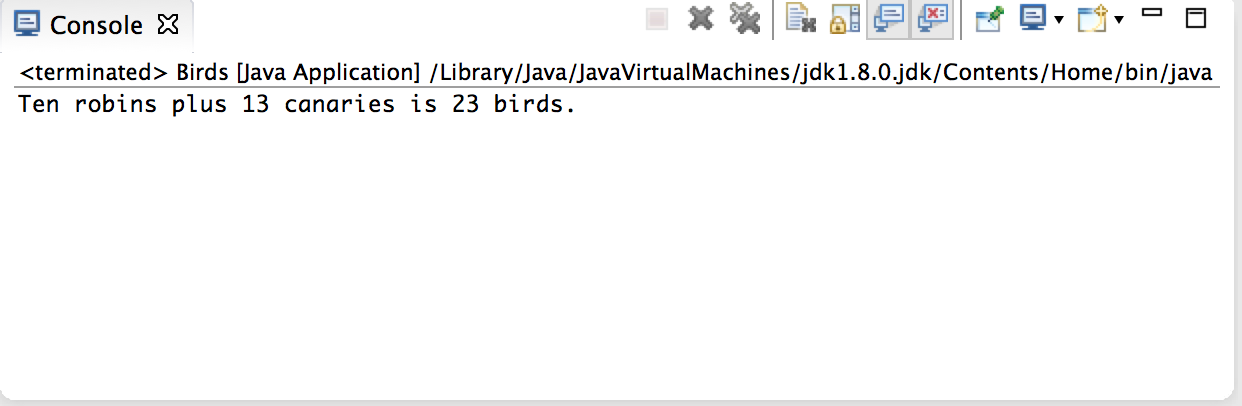 Console
<terminated> Birds [Java Application] /Library/Java/JavaVirtualMachines/jdk1.8.0.jdk/Contents/Home/bin/java
Ten robins plus 13 canaries is 23 birds.